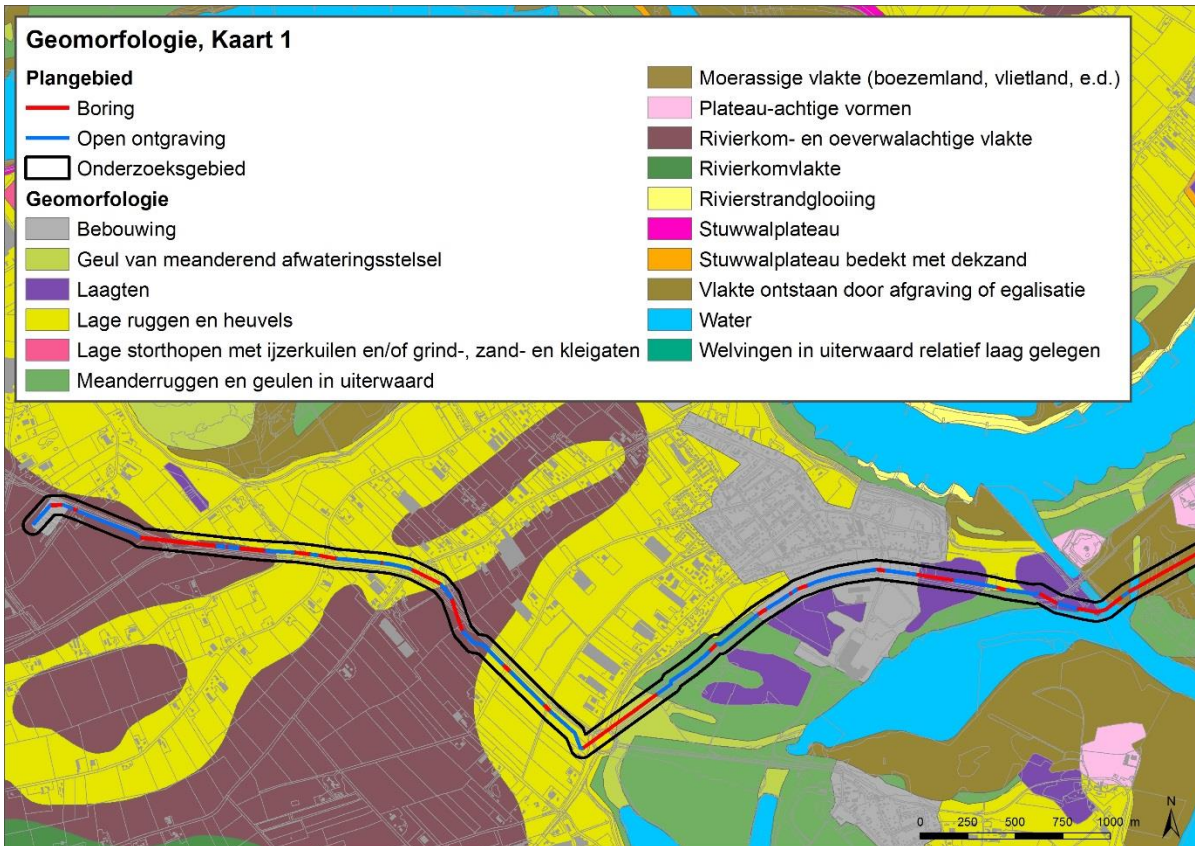 Geomorfologie, Kaart 1
Plangebied
Boring
Open ontgraving
Onderzoeksgebied
Geomorfologie
Bebouwing
Geul van meanderend afwateringsstelsel
Laagten
Lage ruggen en heuvels
Lage storthopen met ijzerkuilen en/of grind-, zand- en kleigaten
Meanderruggen en geulen in uiterwaard
Moerassige vlakte (boezemland, vlietland, e.d.)
Plateau-achtige vormen
Rivierkom- en oeverwalachtige vlakte
Rivierkomvlakte
Rivierstrandglooiing
Stuwwalplateau
Stuwwalplateau bedekt met dekzand
Vlakte ontstaan door afgraving of egalisatie
Water
Welvingen in uiterwaard relatief laag gelegen
N
0 250 500 750 1000 m